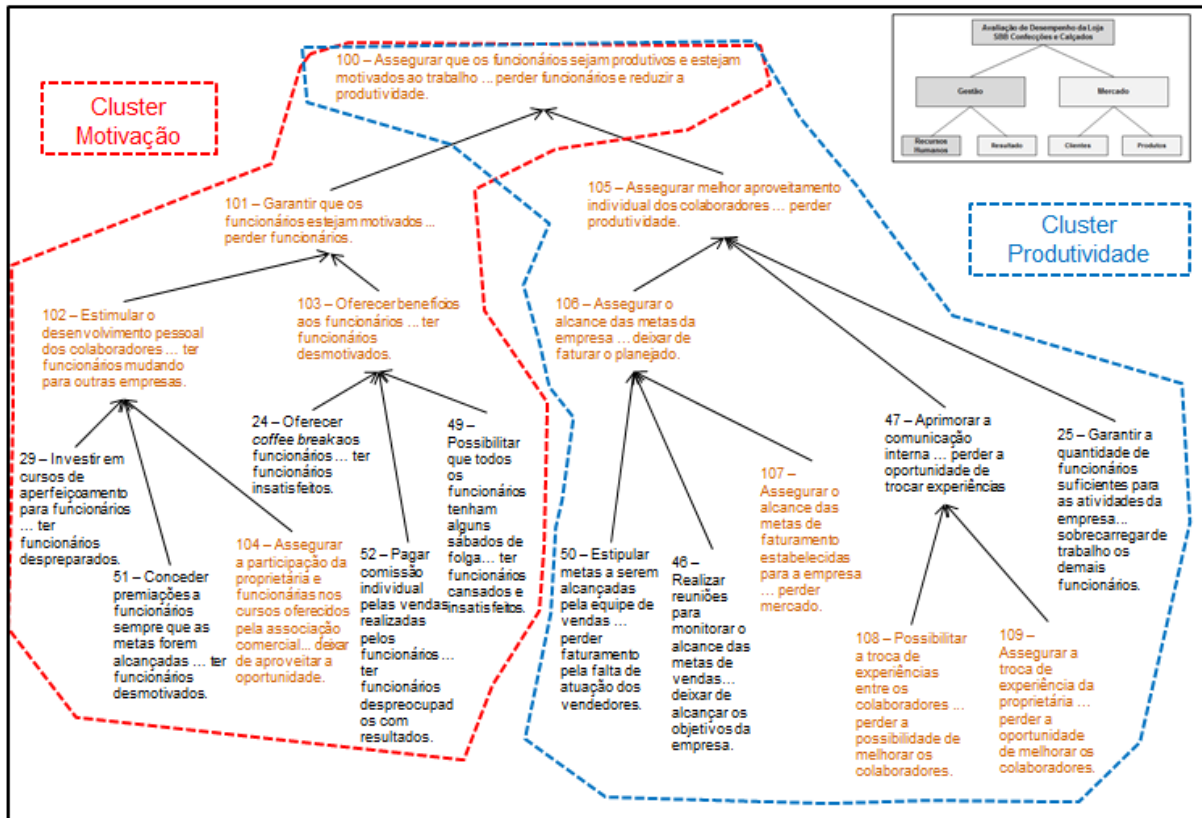 Avaliação de Desempenho da Loja
SBB Confecções e Calçados
Gestão
Mercado
Recursos
Humanos
Resultado
Clientes
Produtos
Cluster
Motivação
100 – Assegurar que os funcionários sejam produtivos e estejam
motivados ao trabalho ... perder funcionários e reduzir a
produtividade.
101 – Garantir que os
funcionários estejam motivados ...
perder funcionários.
105 – Assegurar melhor aproveitamento
individual dos colaboradores ... perder
produtividade.
Cluster
Produtividade
102 – Estimular o
desenvolvimento pessoal
dos colaboradores ... ter
funcionários mudando
para outras empresas.
103 – Oferecer benefícios
aos funcionários ... ter
funcionários
desmotivados.
106 – Assegurar o
alcance das metas da
empresa ... deixar de
faturar o planejado.
29 – Investir em
cursos de
aperfeiçoamento
para funcionários
... ter
funcionários
despreparados.
51 – Conceder
premiações a
funcionários
sempre que as
metas forem
alcançadas ... ter
funcionários
desmotivados.
104 – Assegurar
a participação da
proprietária e
funcionárias nos
cursos oferecidos
pela associação
comercial... deixar
de aproveitar a
oportunidade.
24 – Oferecer
coffee break aos
funcionários ... ter
funcionários
insatisfeitos.
52 – Pagar
comissão
individual
pelas vendas
realizadas
pelos
funcionários ...
ter
funcionários
despreocupad
os com
resultados.
49 –
Possibilitar
que todos
os
funcionários
tenham
alguns
sábados de
folga... ter
funcionários
cansados e
insatisfeitos.
50 – Estipular
metas a serem
alcançadas
pela equipe de
vendas ...
perder
faturamento
pela falta de
atuação dos
vendedores.
46 –
Realizar
reuniões
para
monitorar o
alcance das
metas de
vendas...
deixar de
alcançar os
objetivos da
empresa.
107 –
Assegurar o
alcance das
metas de
faturamento
estabelecidas
para a empresa
... perder
mercado.
47 – Aprimorar a
comunicação
interna ... perder a
oportunidade de
trocar experiências
25 – Garantir a
quantidade de
funcionários
suficientes para
as atividades da
empresa...
sobrecarregar de
trabalho os
demais
funcionários.
108 – Possibilitar
a troca de
experiências
entre os
colaboradores ...
perder a
possibilidade de
melhorar os
colaboradores.
109 –
Assegurar a
troca de
experiência da
proprietária ...
perder a
oportunidade
de melhorar os
colaboradores.